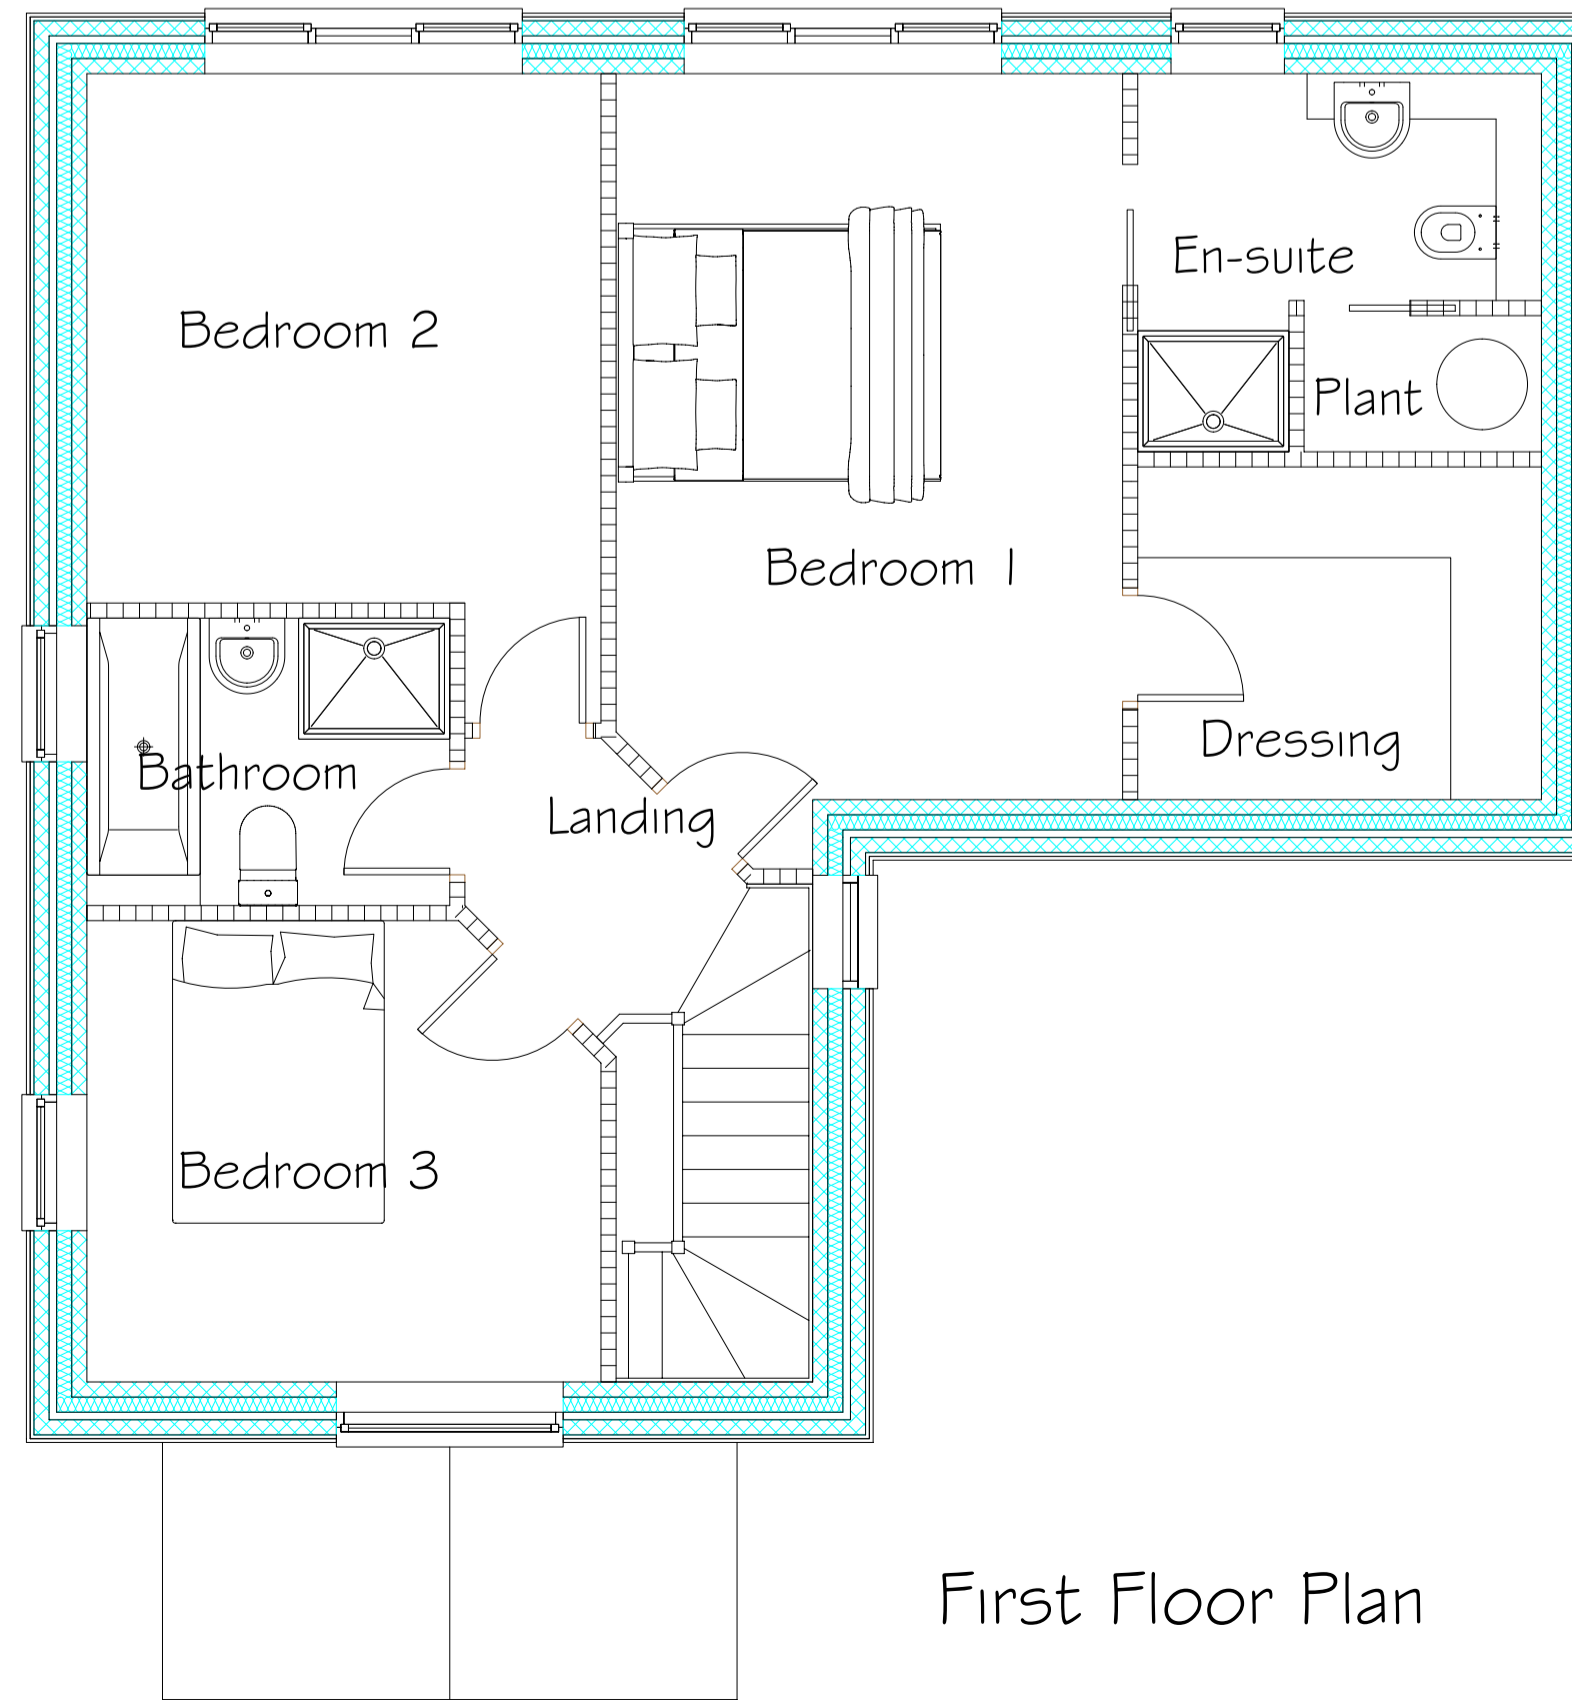 En-suite
Bedroom 2
Plant
Bedroom 1
Dressing
Bathroom
Landing
Bedroom 3
First Floor Plan